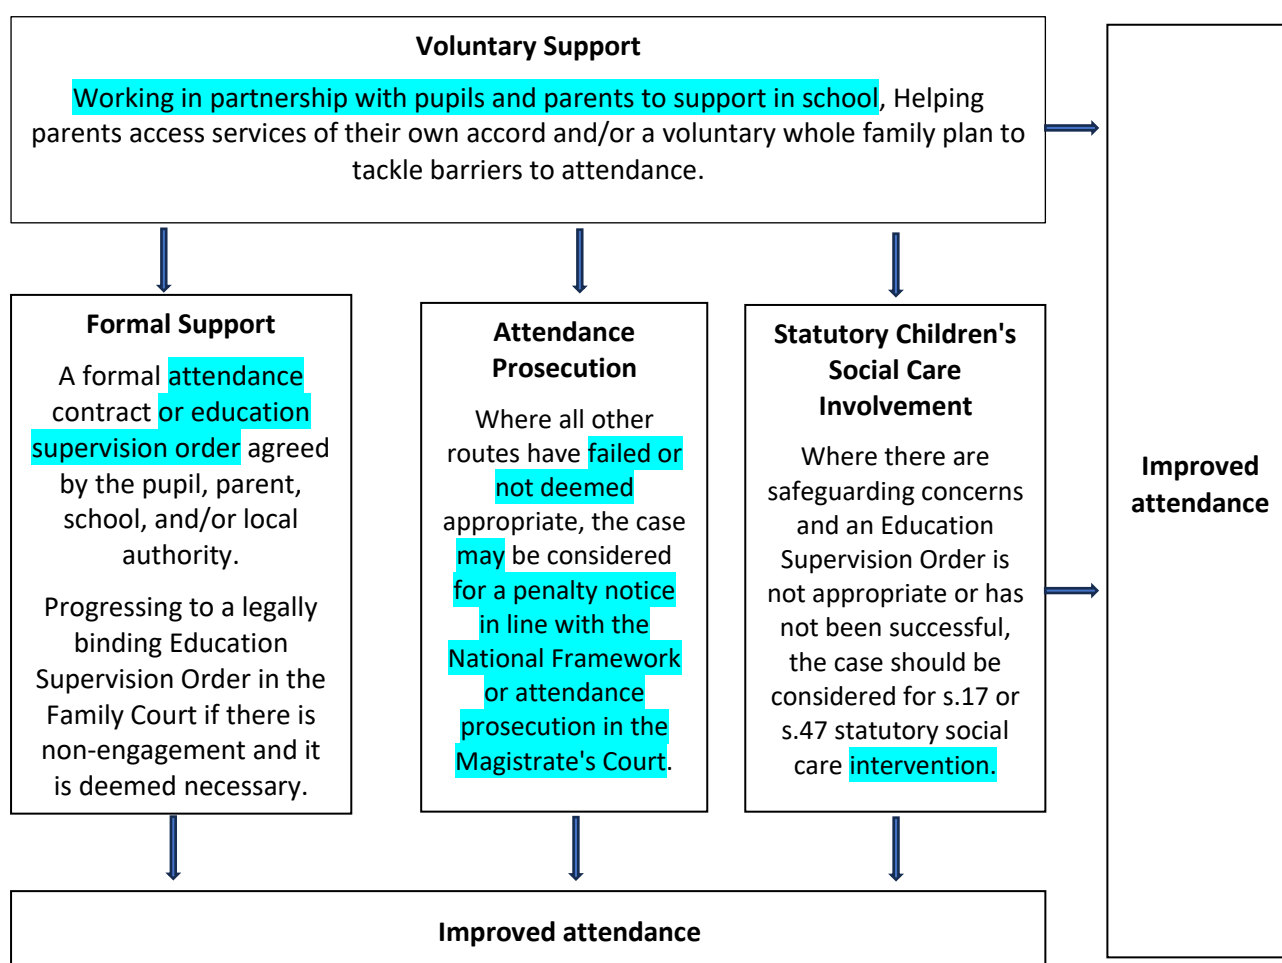 Voluntary Support
Working in partnership with pupils and parents to support in school, Helping
parents access services of their own accord and/or a voluntary whole family plan to
tackle barriers to attendance.
Formal Support
A formal attendance
contract or education
supervision order agreed
by the pupil, parent,
school, and/or local
authority.
Progressing to a legally
binding Education
Supervision Order in the
Family Court if there is
non-engagement and it
is deemed necessary.
Attendance
Prosecution
Where all other
routes have failed or
not deemed
appropriate, the case
may be considered
for a penalty notice
in line with the
National Framework
or attendance
prosecution in the
Magistrate's Court.
Statutory Children's
Social Care
Involvement
Where there are
safeguarding concerns
and an Education
Supervision Order is
not appropriate or has
not been successful,
the case should be
considered for s.17 or
s.47 statutory social
care intervention.
Improved
attendance
Improved attendance